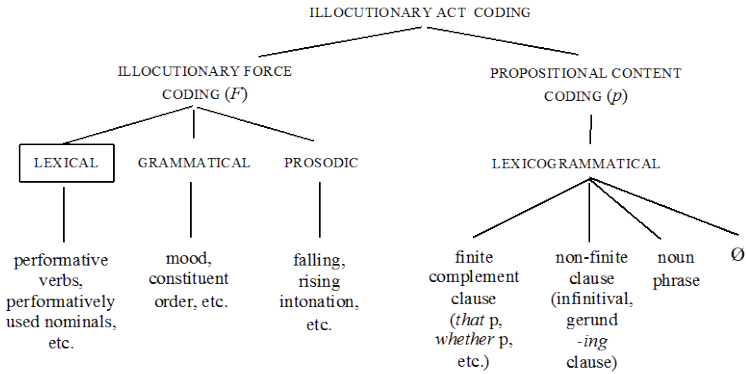 ILLOCUTIONARY ACT CODING
ILLOCUTIONARY FORCE
CODING (F)
PROPOSITIONAL CONTENT
CODING (p)
LEXICAL
GRAMMATICAL
PROSODIC
LEXICOGRAMMATICAL
performative
verbs,
performatively
used nominals,
etc.
mood,
constituent
order, etc.
falling,
rising
intonation,
etc.
finite
complement
clause
(that p,
whether p,
etc.)
non-finite
clause
(infinitival,
gerund
-ing
clause)
noun
phrase
Ø